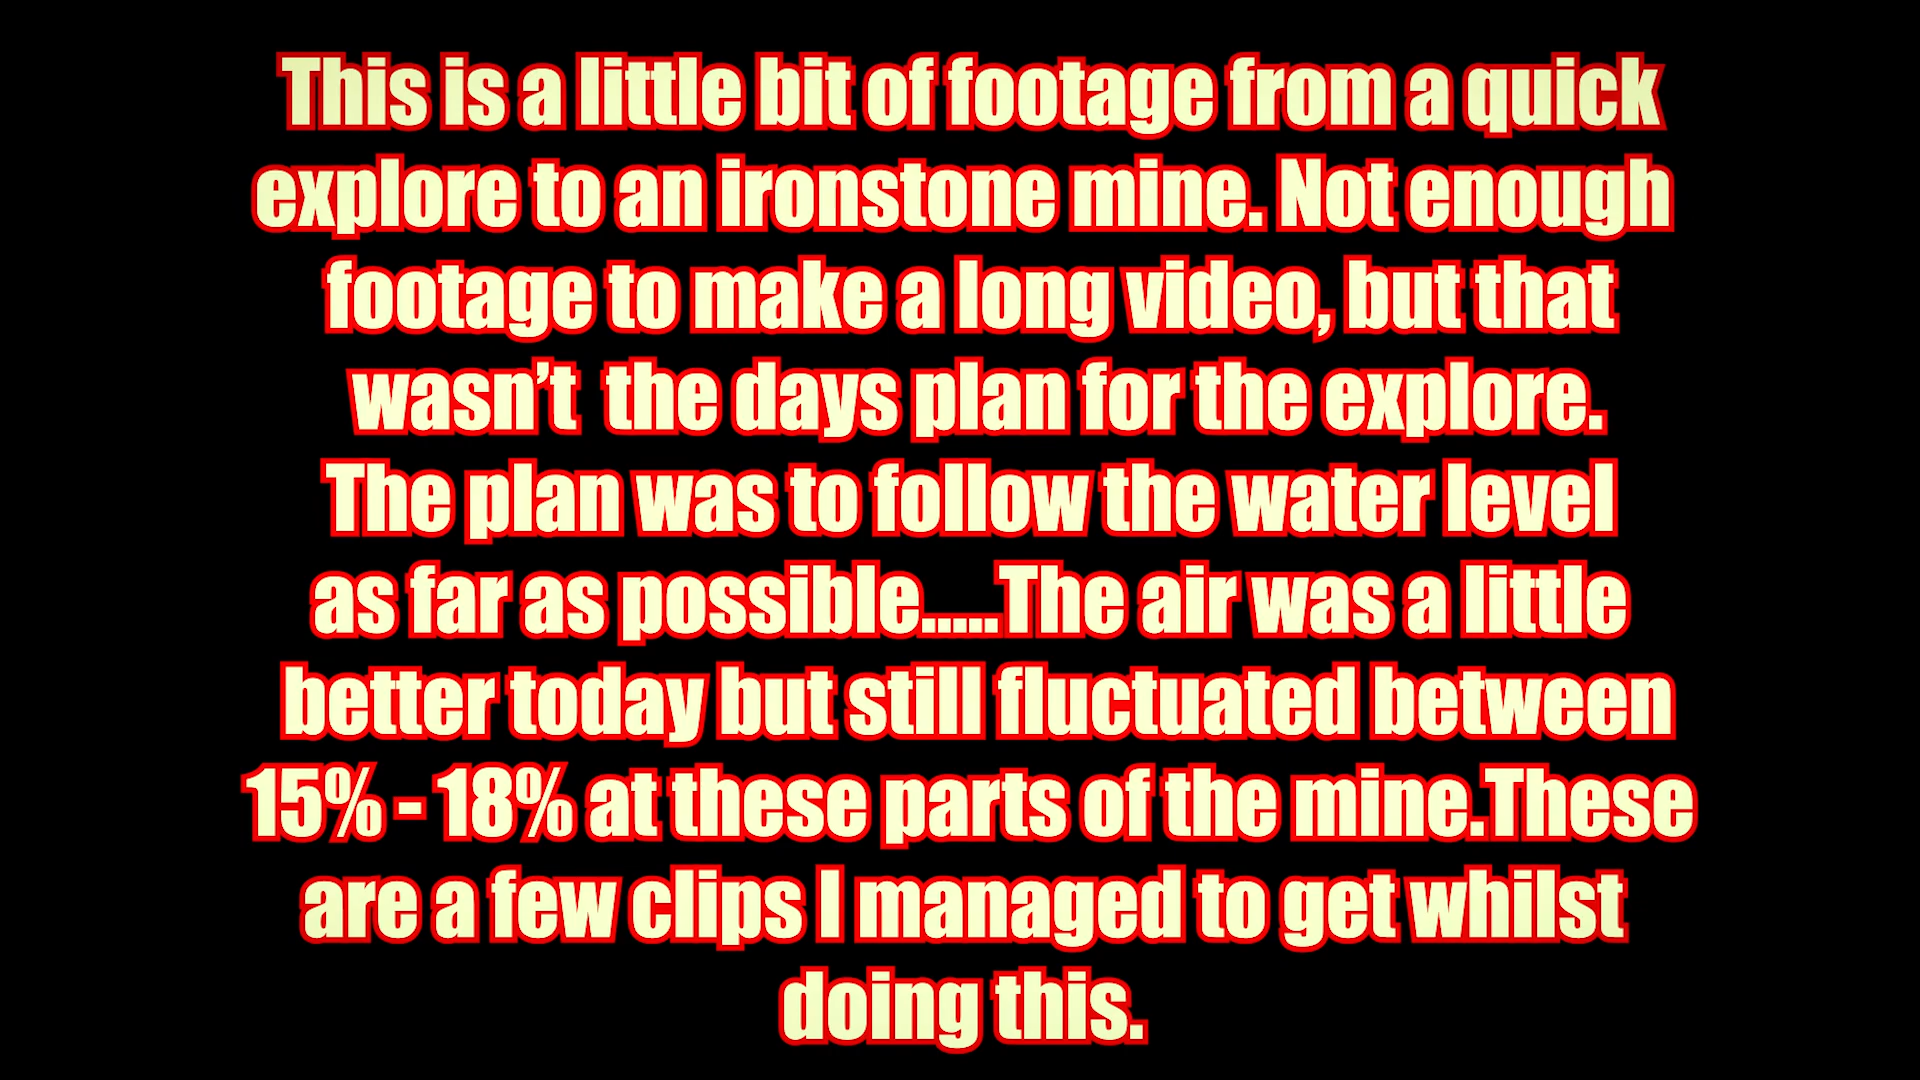 This is a little bit of footage from a quick
explore to an ironstone mine. Not enough
footage to make a long video, but that
wasn’t  the days plan for the explore.
The plan was to follow the water level
as far as possible.....The air was a little
better today but still fluctuated between
15% - 18% at these parts of the mine.These
are a few clips I managed to get whilst
doing this.